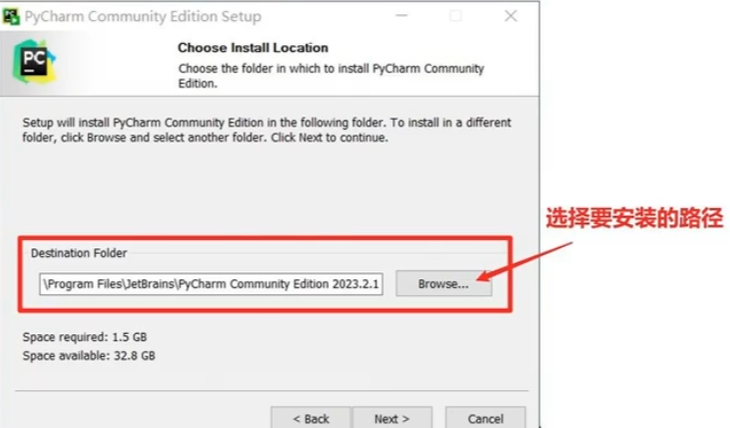 PyCharm Community Edition Setup
PC
Choose Install Location
Choose the folder in which to install PyCharm Community
Edition.
Setup will install PyCharm Community Edition in the following folder. To install in a different
folder, click Browse and select another folder. Click Next to continue.
选择要安装的路径
Destination Folder
\Program Files\JetBrains\PyCharm Community Edition 2023.2.1
Browse...
Space required: 1.5 GB
Space available: 32.8 GB
< Back
Next >
Cancel